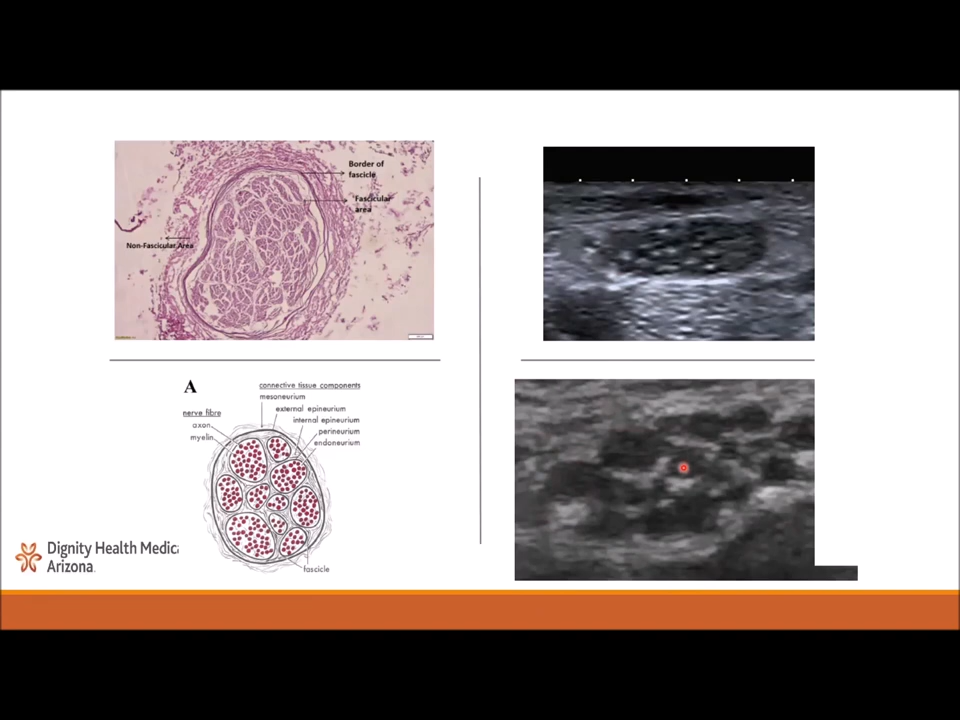 Border of
fascicle
Fascicular
area
Non-Fascicular Area
A
connective tissue components
mesoneurium
external epineurium
internal epineurium
perineurium
endoneurium
nerve fibre
axon
myelin
fascicle
Dignity Health Medic
Arizona.